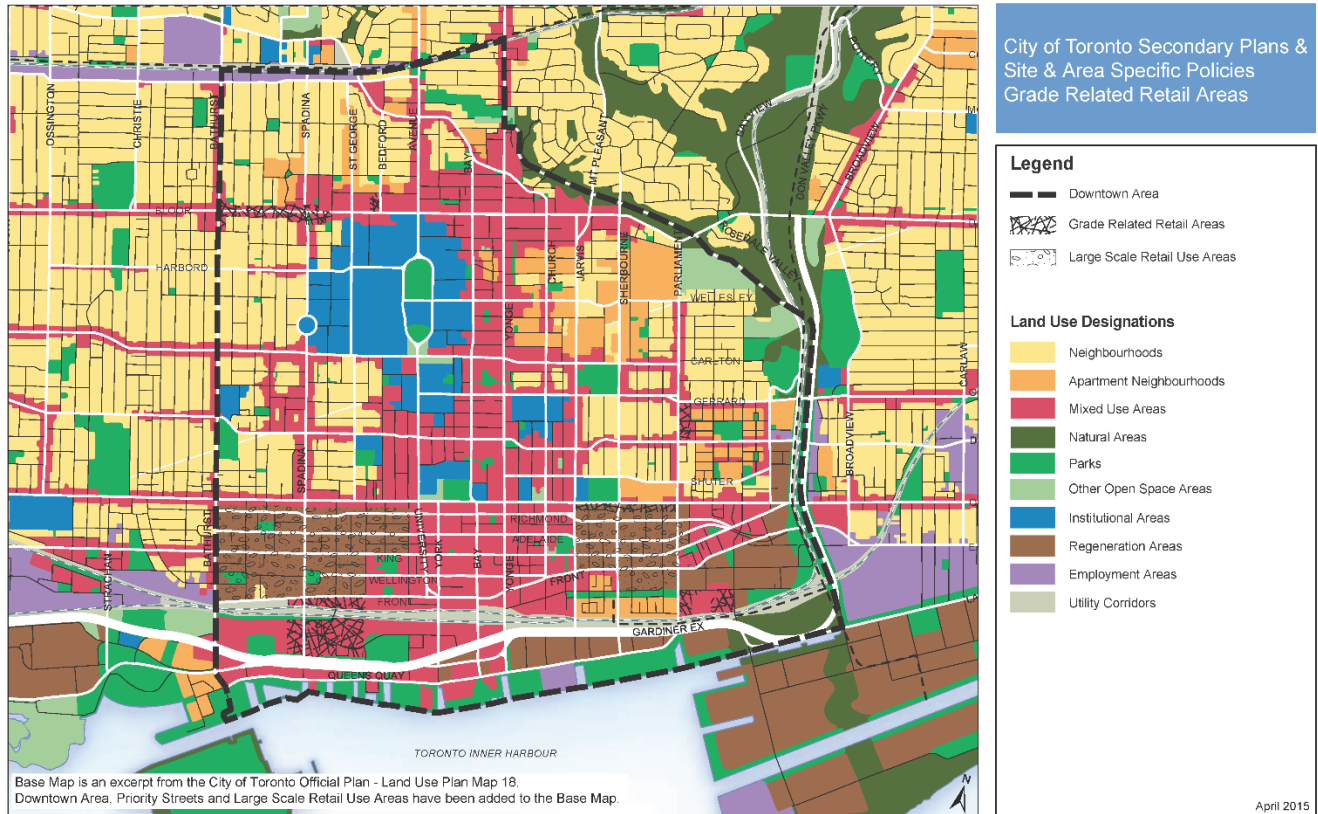 City of Toronto Secondary Plans &
Site & Area Specific Policies
Grade Related Retail Areas
Legend
Downtown Area
Grade Related Retail Areas
Large Scale Retail Use Areas
Land Use Designations
Neighbourhoods
Apartment Neighbourhoods
Mixed Use Areas
Natural Areas
Parks
Other Open Space Areas
Institutional Areas
Regeneration Areas
Employment Areas
Utility Corridors
April 2015
OSSINGTON
CHRISTIE
BATHURST
SPADINA
ST GEORGE
BEDFORD
AVENUE
BAY
MT PLEASANT
BAYVIEW
DON VALLEY PKWY
POTTERY
BROADVIEW
BLOOR
HARBORD
CHURCH
JARVIS
SHERBOURNE
ROSEDALE VALLEY
WELLESLEY
YONGE
CARLTON
CARLAW
GERRARD
BROADVIEW
SPADINA
SHUTER
BATHURST
UNIVERSITY
YORK
BAY
YONGE
RICHMOND
ADELAIDE
KING
WELLINGTON
FRONT
FRONT
STRACHAN
GARDINER EX
QUEENS QUAY
TORONTO INNER HARBOUR
Base Map is an excerpt from the City of Toronto Official Plan - Land Use Plan Map 18.
Downtown Area, Priority Streets and Large Scale Retail Use Areas have been added to the Base Map.
N